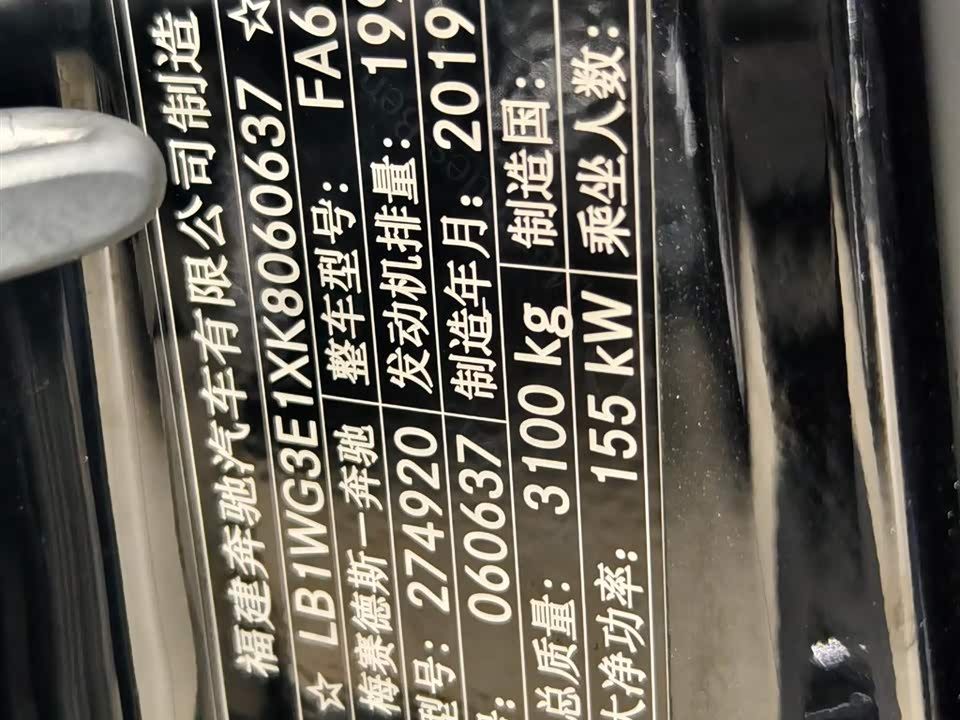 福建奔驰汽车有限公司制造
☆ LB1WG3E1XK8060637 ☆
梅赛德斯一奔驰 整车型号: FA6
型号: 274920 发动机排量: 199
060637 制造年月: 2019
总质量: 3100 kg 制造国:
大净功率: 155 kW 乘坐人数: